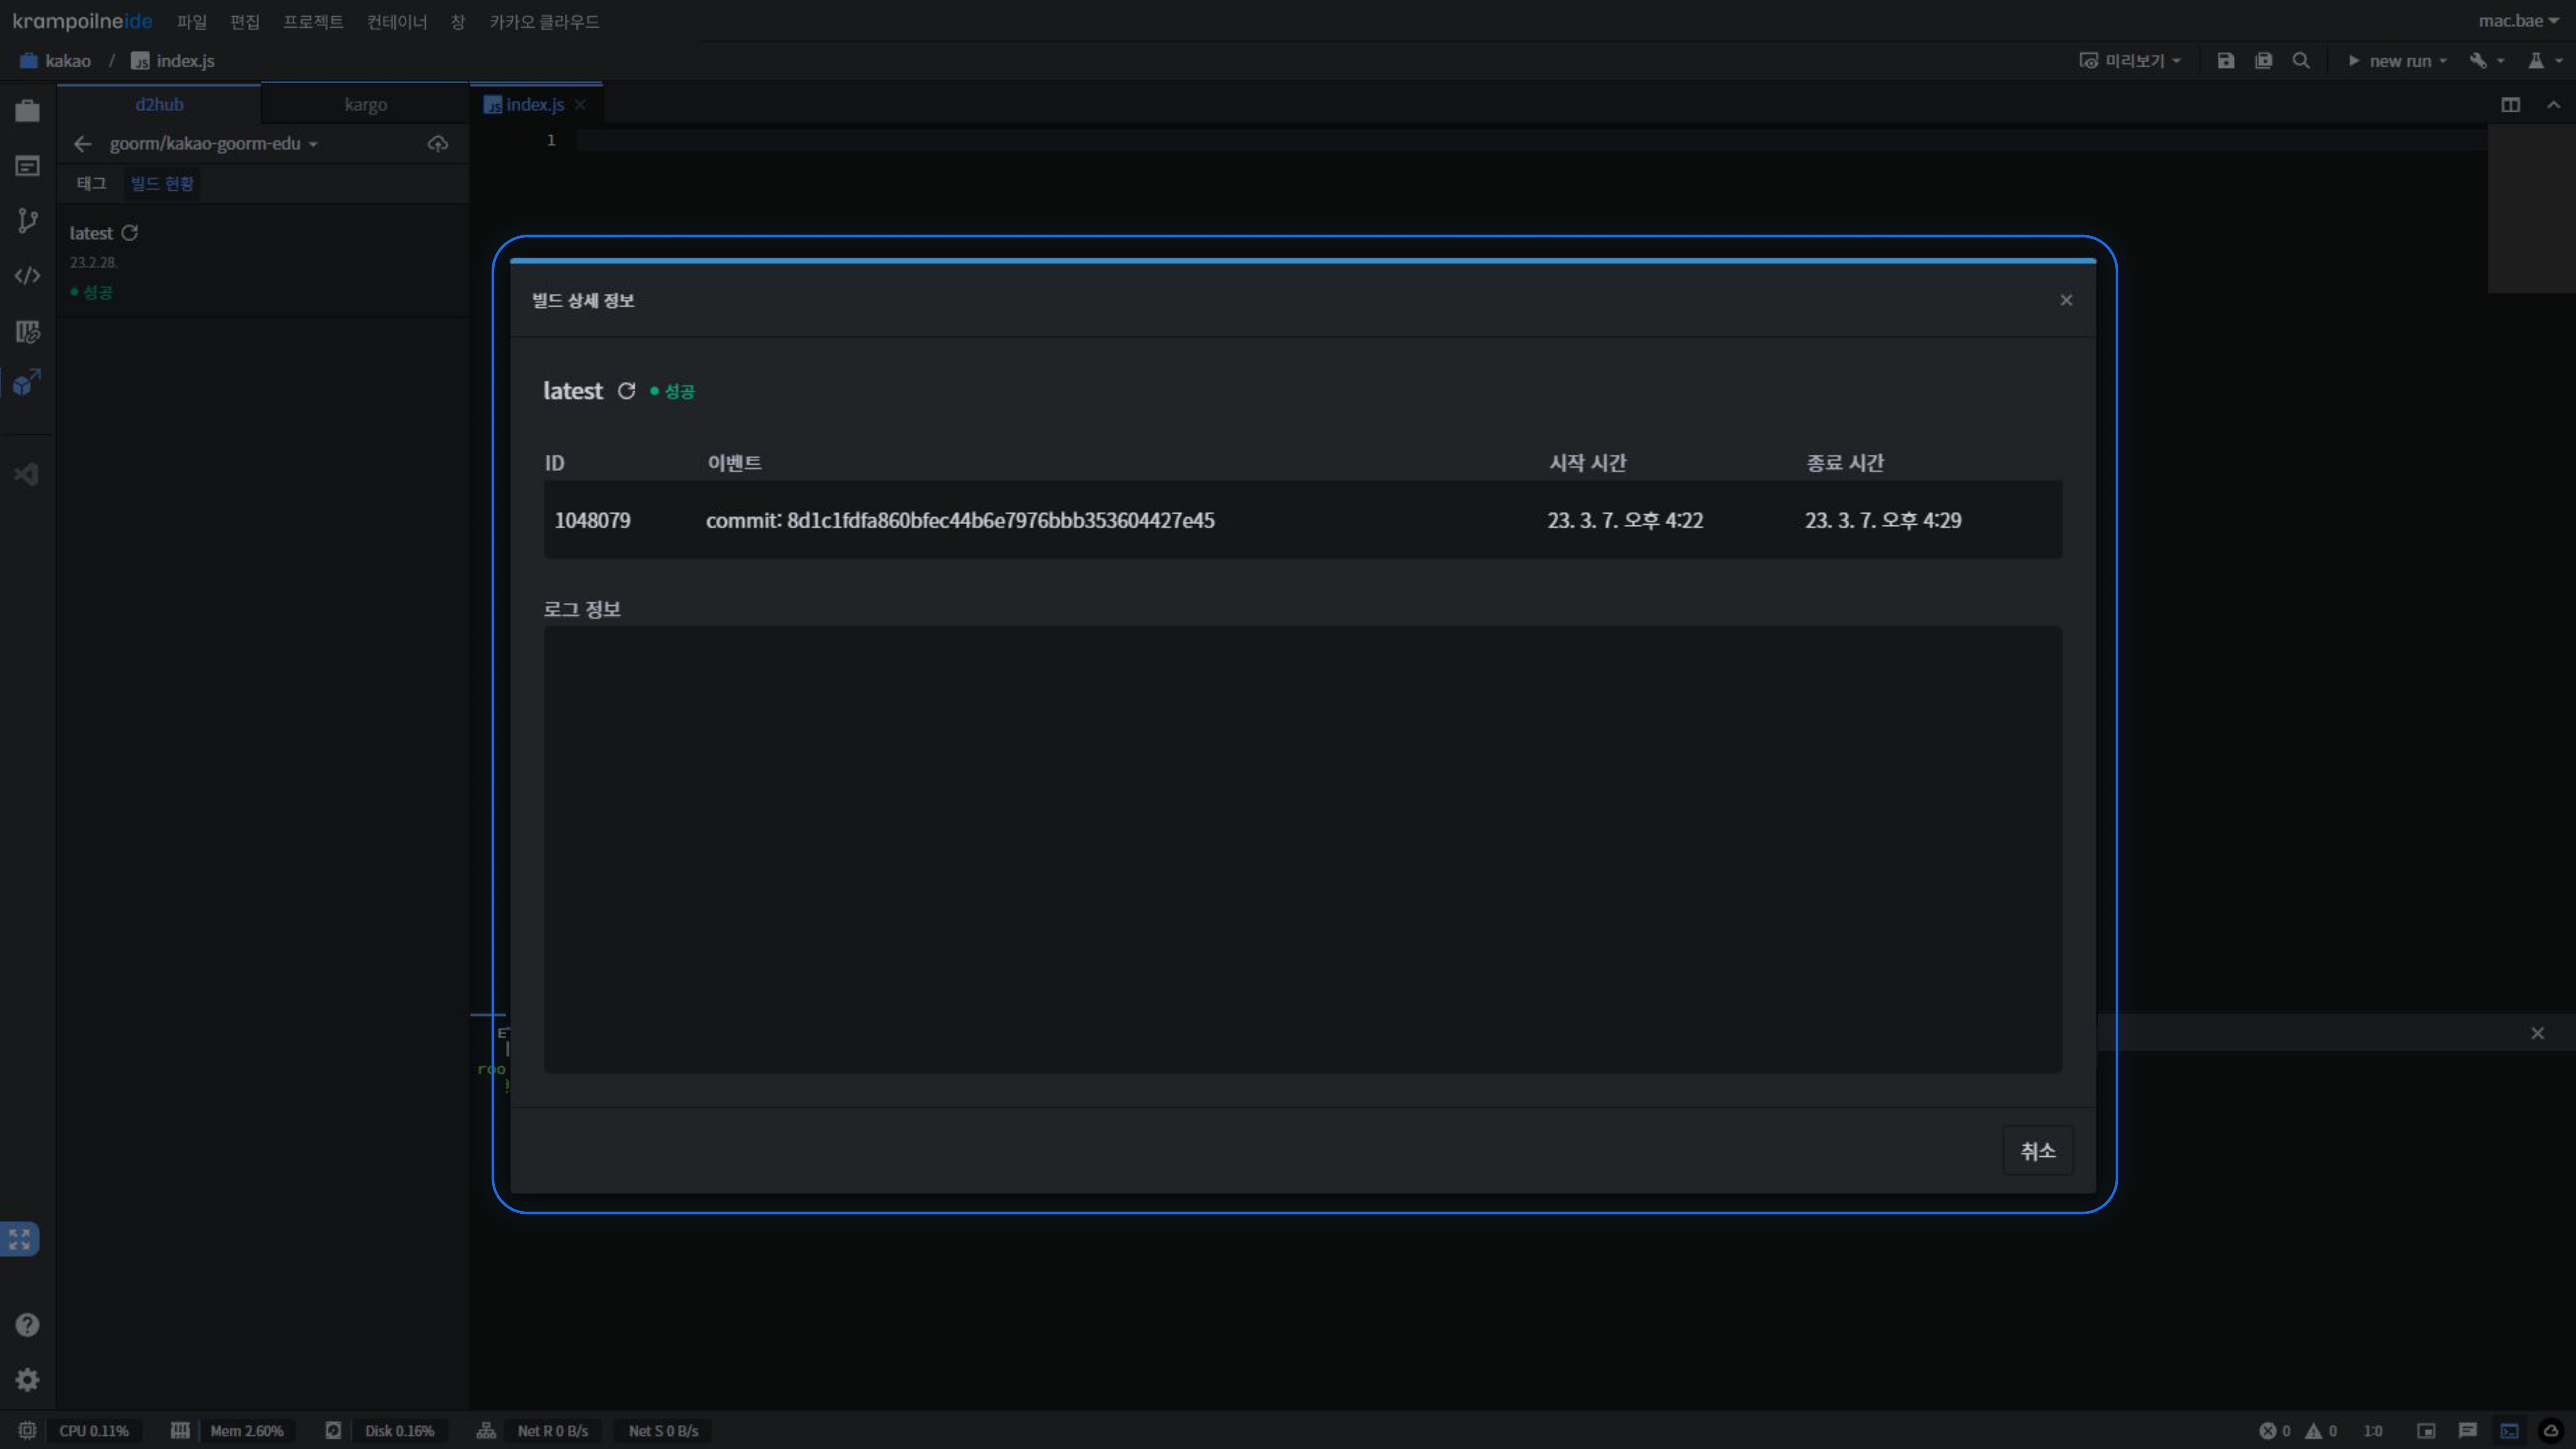 krampoilneide 파일 편집 프로젝트 컨테이너 창 카카오 클라우드 mac.bae
kakao / JS index.js 미리보기 new run
d2hub kargo JS index.js
goorm/kakao-goorm-edu 1
태그 빌드 현황
latest
23.2.28.
성공
빌드 상세 정보
latest 성공
ID 이벤트 시작 시간 종료 시간
1048079 commit: 8d1c1fdfa860bfec44b6e7976bbb353604427e45 23. 3. 7. 오후 4:22 23. 3. 7. 오후 4:29
로그 정보
roo
취소
CPU 0.11% Mem 2.60% Disk 0.16% Net R 0 B/s Net S 0 B/s 0 0 1:0